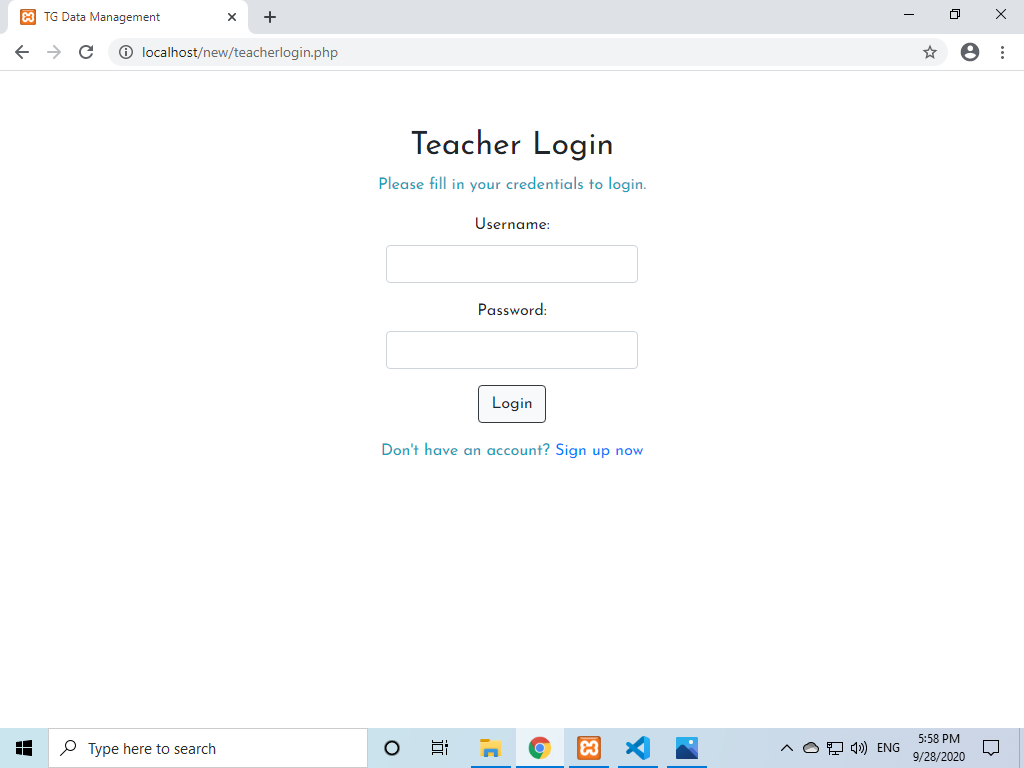 TG Data Management
localhost/new/teacherlogin.php
Teacher Login
Please fill in your credentials to login.
Username:
Password:
Login
Don't have an account? Sign up now
Type here to search
ENG
5:58 PM
9/28/2020